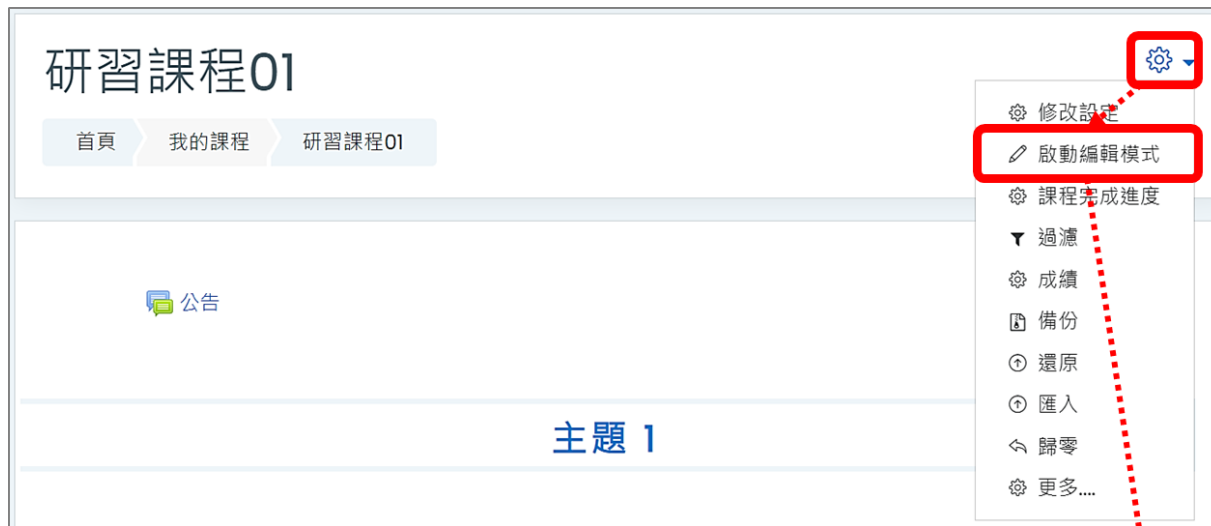 研習課程01
首頁 我的課程 研習課程01
修改設定
啟動編輯模式
課程完成進度
過濾
成績
備份
還原
匯入
歸零
更多....
公告
主題 1